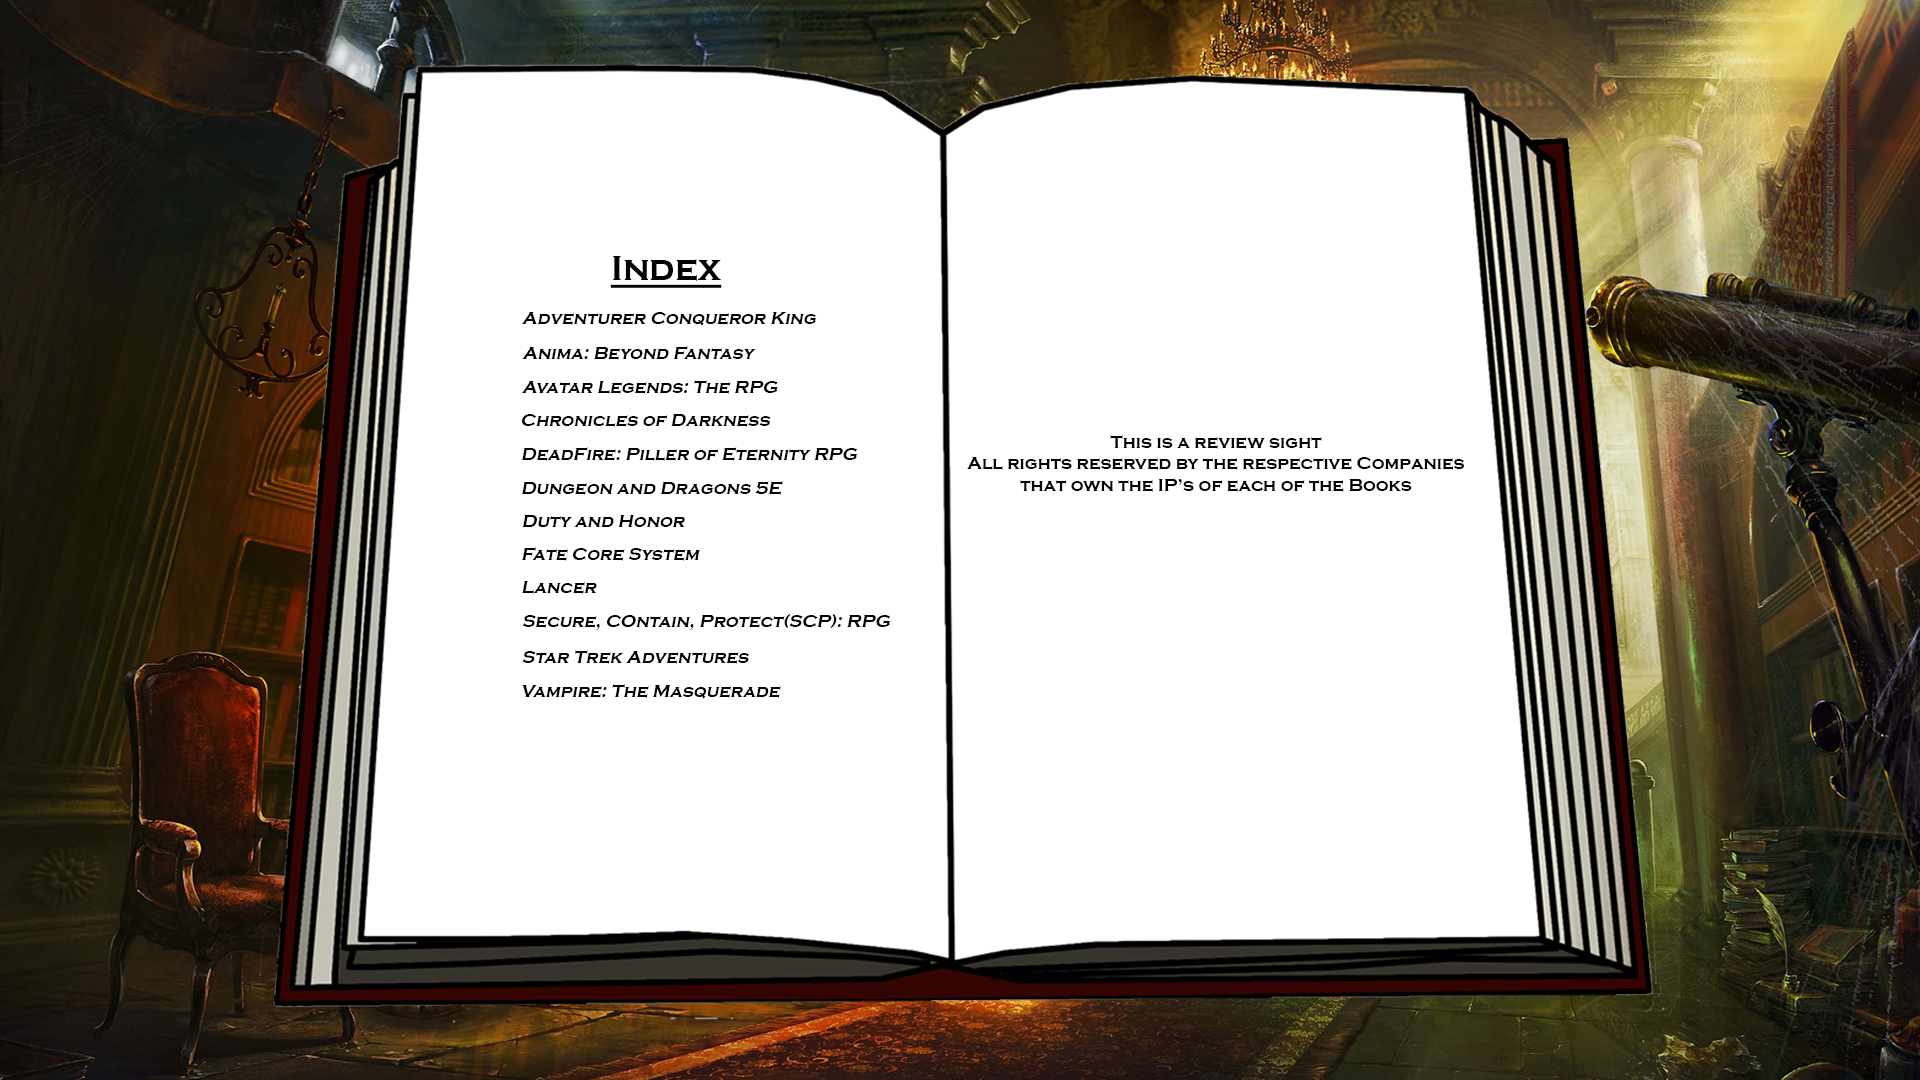 Index
Adventurer Conqueror King
Anima: Beyond Fantasy
Avatar Legends: The RPG
Chronicles of Darkness
DeadFire: Piller of Eternity RPG
Dungeon and Dragons 5E
Duty and Honor
Fate Core System
Lancer
Secure, COntain, Protect(SCP): RPG
Star Trek Adventures
Vampire: The Masquerade
This is a review sight
All rights reserved by the respective Companies
that own the IP's of each of the Books